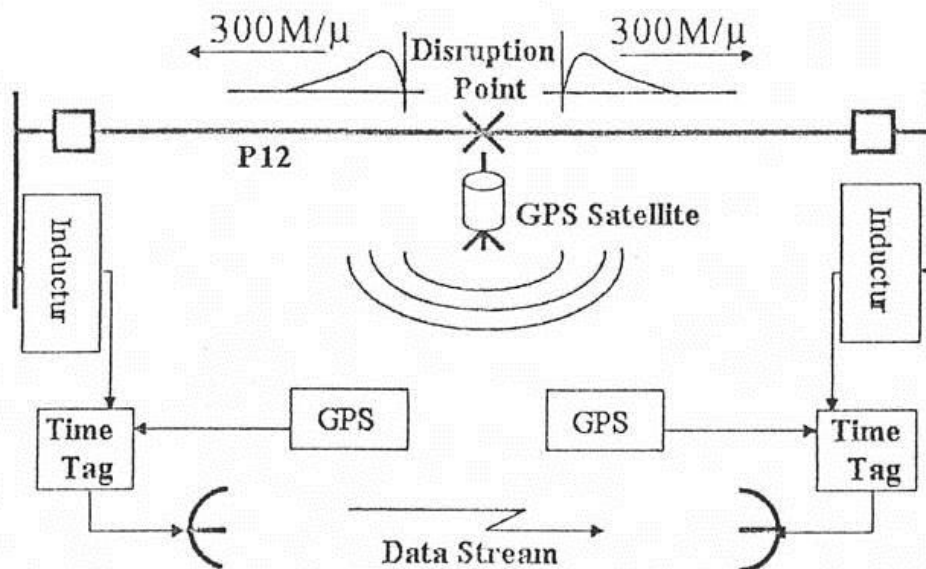 300M/μ
Disruption
Point
300M/μ
P12
GPS Satellite
Inductur
Inductur
GPS
GPS
Time
Tag
Time
Tag
Data Stream